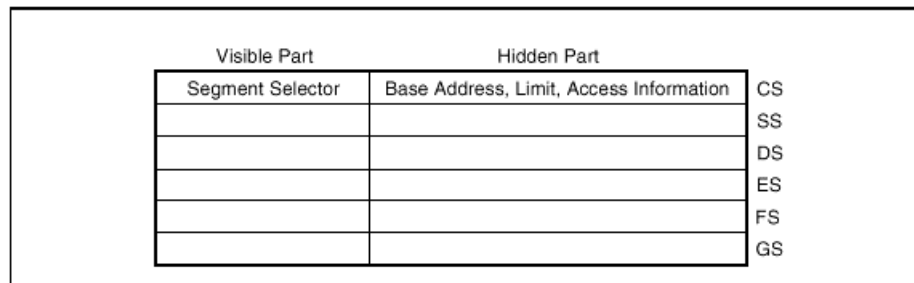 Visible Part Hidden Part
Segment Selector Base Address, Limit, Access Information CS
SS
DS
ES
FS
GS